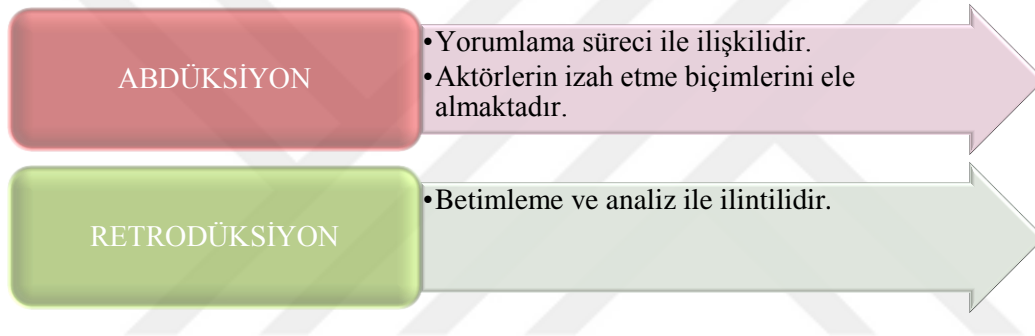 ABDÜKSİYON
•Yorumlama süreci ile ilişkilidir.
•Aktörlerin izah etme biçimlerini ele
almaktadır.
RETRODÜKSİYON
•Betimleme ve analiz ile ilintilidir.